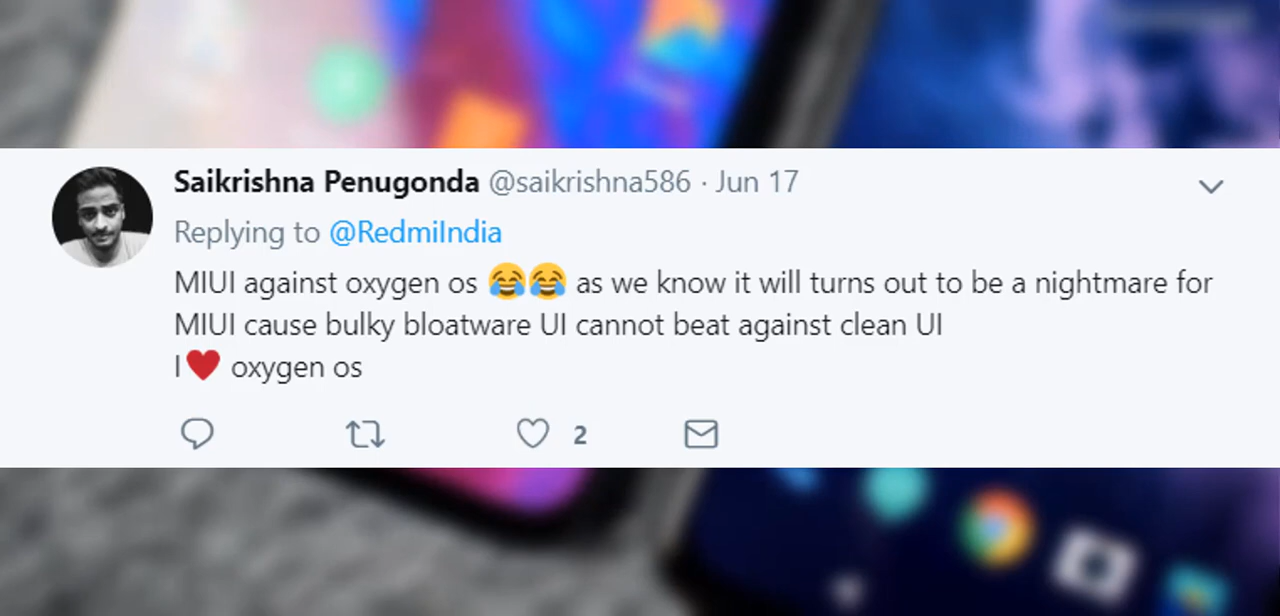 Saikrishna Penugonda @saikrishna586 · Jun 17
Replying to @RedmiIndia
MIUI against oxygen os 😂😂 as we know it will turns out to be a nightmare for
MIUI cause bulky bloatware UI cannot beat against clean UI
I❤️ oxygen os
2